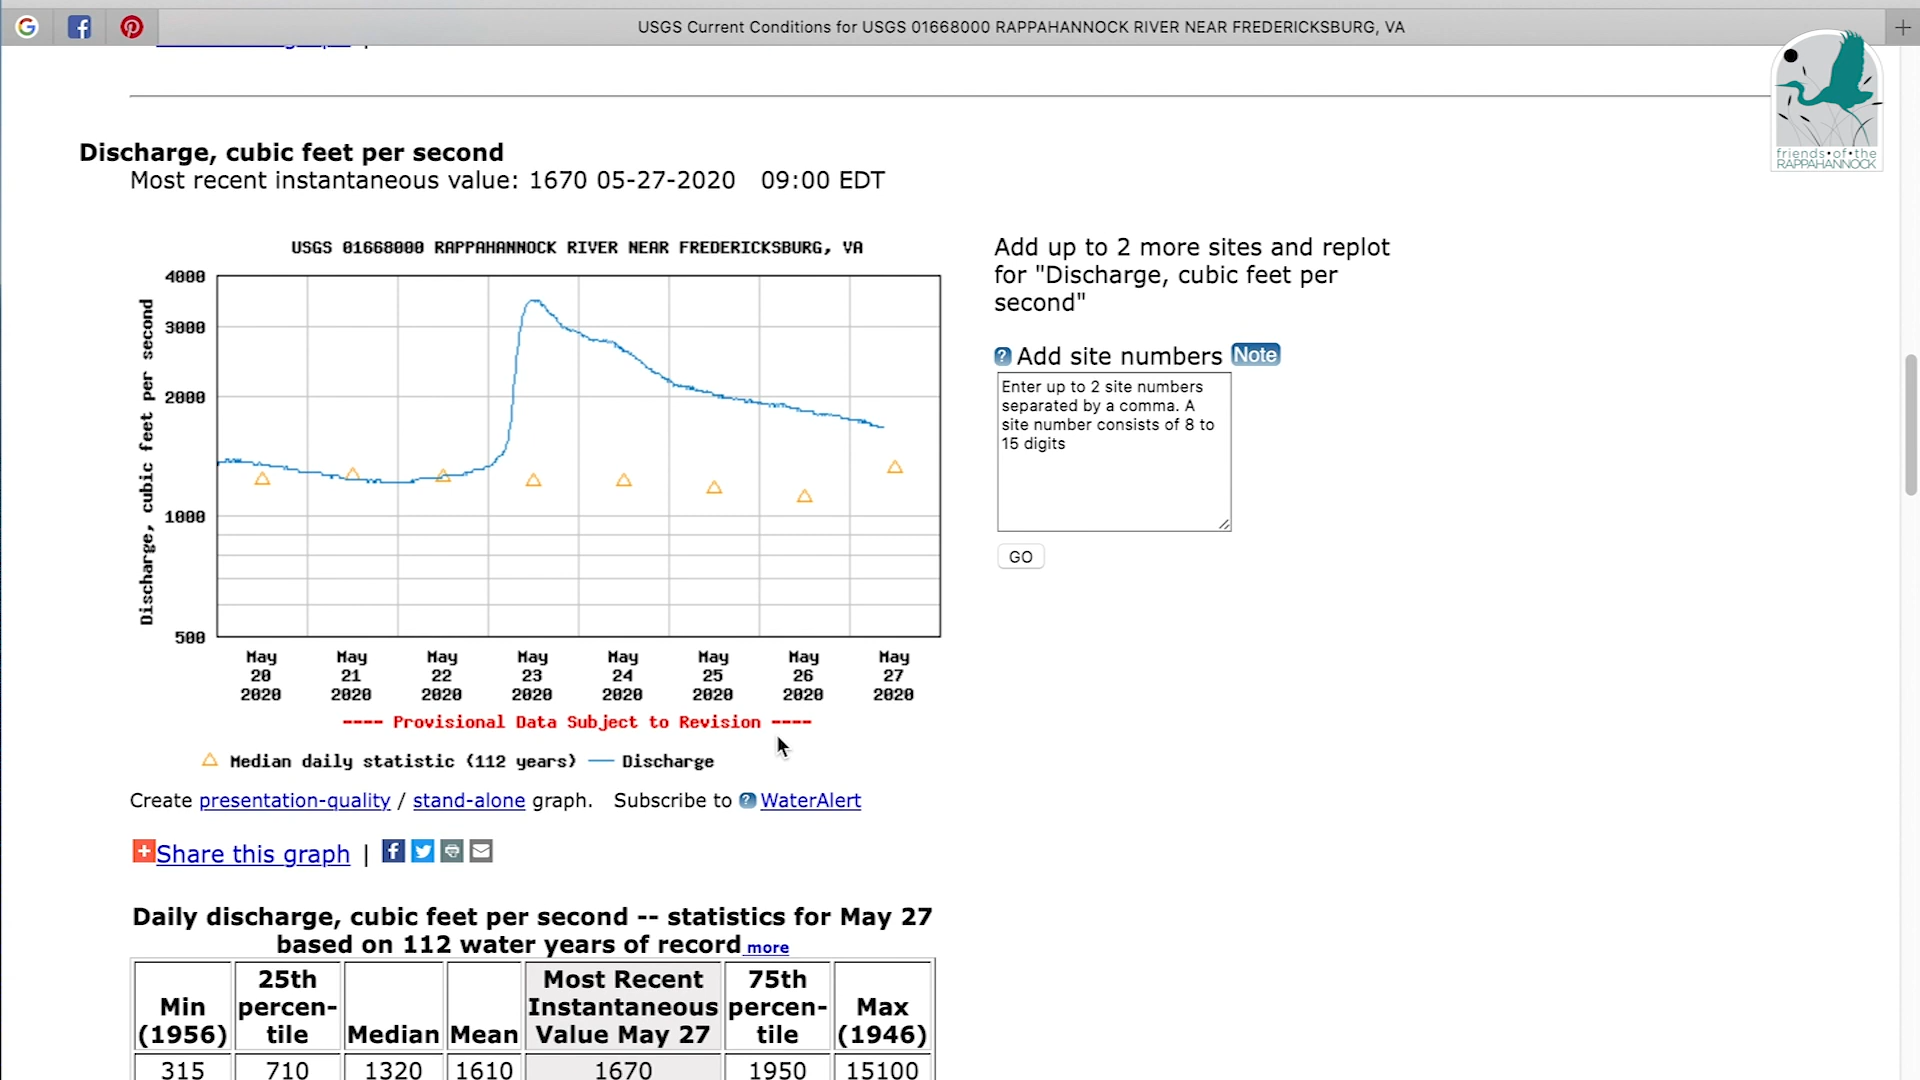 USGS Current Conditions for USGS 01668000 RAPPAHANNOCK RIVER NEAR FREDERICKSBURG, VA
friends•of•the
RAPPAHANNOCK
Discharge, cubic feet per second
Most recent instantaneous value: 1670 05-27-2020 09:00 EDT
USGS 01668000 RAPPAHANNOCK RIVER NEAR FREDERICKSBURG, VA
Discharge, cubic feet per second
4000
3000
2000
1000
500
May May May May May May May May
20 21 22 23 24 25 26 27
2020 2020 2020 2020 2020 2020 2020 2020
---- Provisional Data Subject to Revision ----
Median daily statistic (112 years) Discharge
Add up to 2 more sites and replot
for "Discharge, cubic feet per
second"
? Add site numbers Note
Enter up to 2 site numbers
separated by a comma. A
site number consists of 8 to
15 digits
GO
Create presentation-quality / stand-alone graph. Subscribe to ? WaterAlert
Share this graph |
Daily discharge, cubic feet per second -- statistics for May 27
based on 112 water years of record more
Min (1956) 25th percen-tile Median Mean Most Recent Instantaneous Value May 27 75th percen-tile Max (1946)
315 710 1320 1610 1670 1950 15100